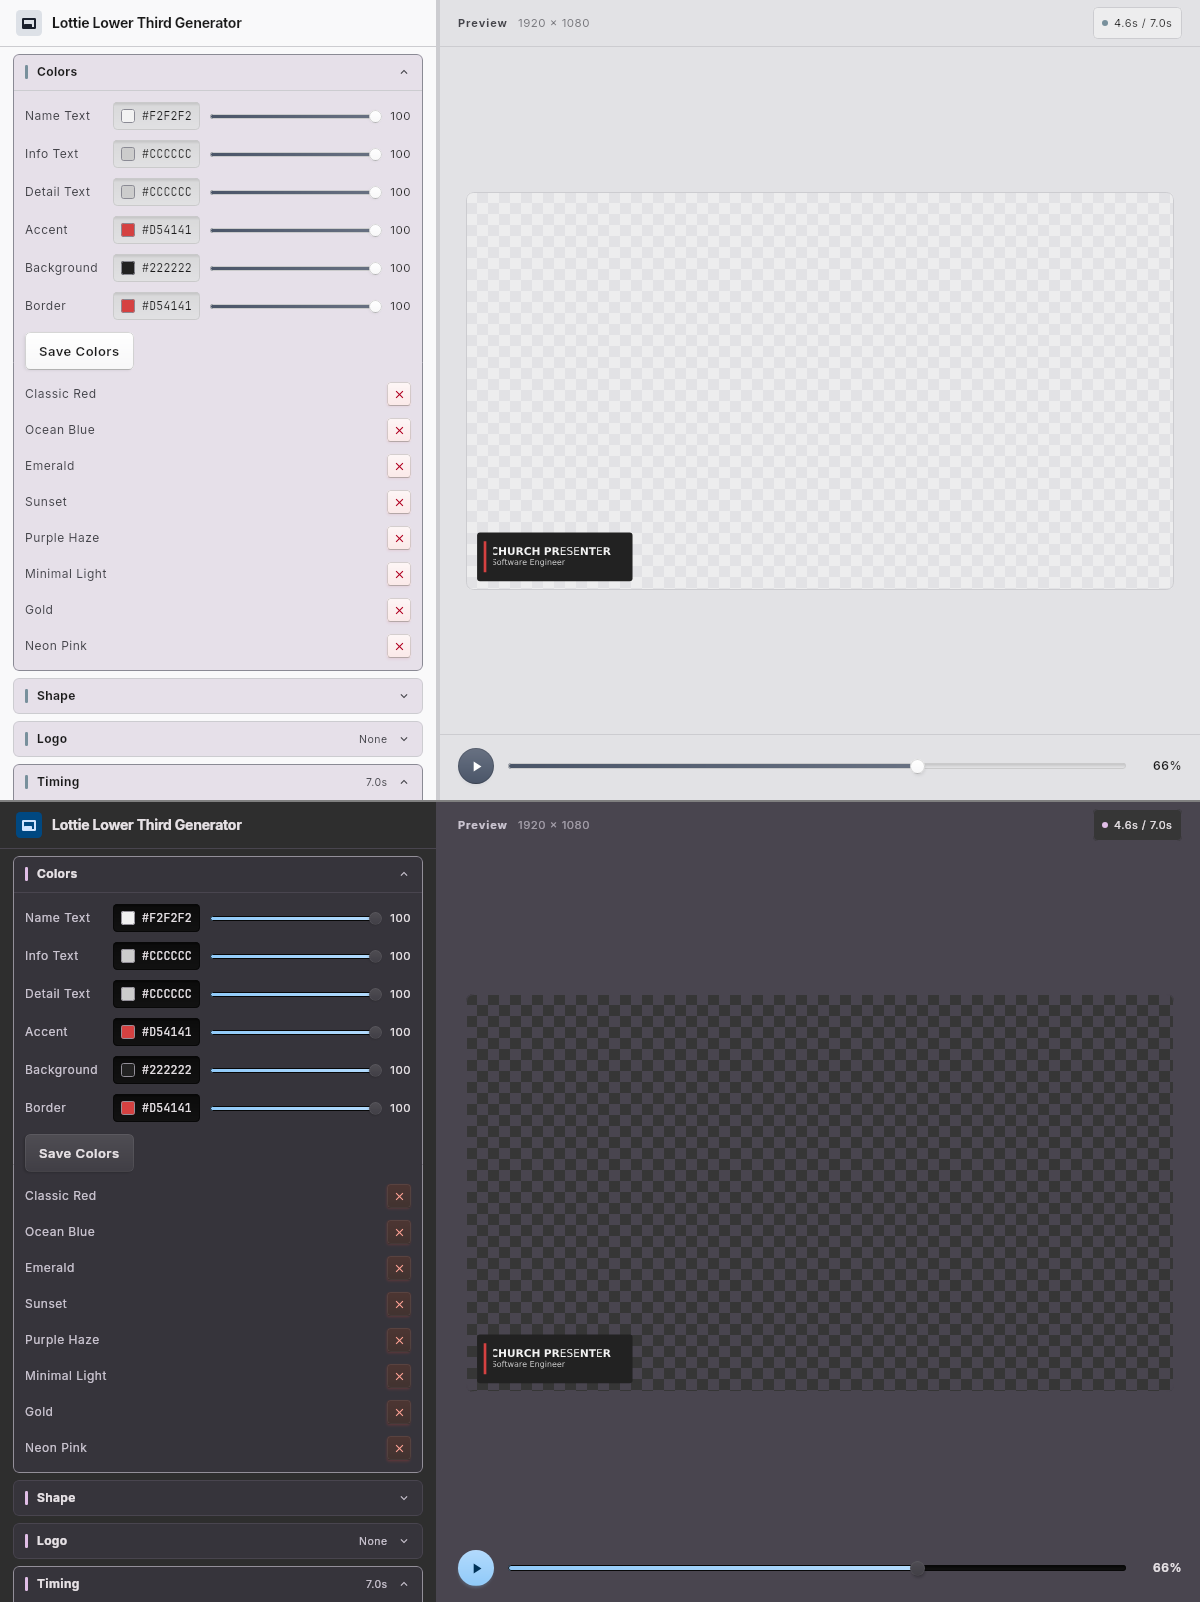 Lottie Lower Third Generator
Preview 1920 × 1080
4.6s / 7.0s
Colors
Name Text #F2F2F2 100
Info Text #CCCCCC 100
Detail Text #CCCCCC 100
Accent #D54141 100
Background #222222 100
Border #D54141 100
Save Colors
Classic Red
Ocean Blue
Emerald
Sunset
Purple Haze
Minimal Light
Gold
Neon Pink
Shape
Logo None
Timing 7.0s
CHURCH PRESENTER
Software Engineer
66%
Lottie Lower Third Generator
Preview 1920 × 1080
4.6s / 7.0s
Colors
Name Text #F2F2F2 100
Info Text #CCCCCC 100
Detail Text #CCCCCC 100
Accent #D54141 100
Background #222222 100
Border #D54141 100
Save Colors
Classic Red
Ocean Blue
Emerald
Sunset
Purple Haze
Minimal Light
Gold
Neon Pink
Shape
Logo None
Timing 7.0s
CHURCH PRESENTER
Software Engineer
66%